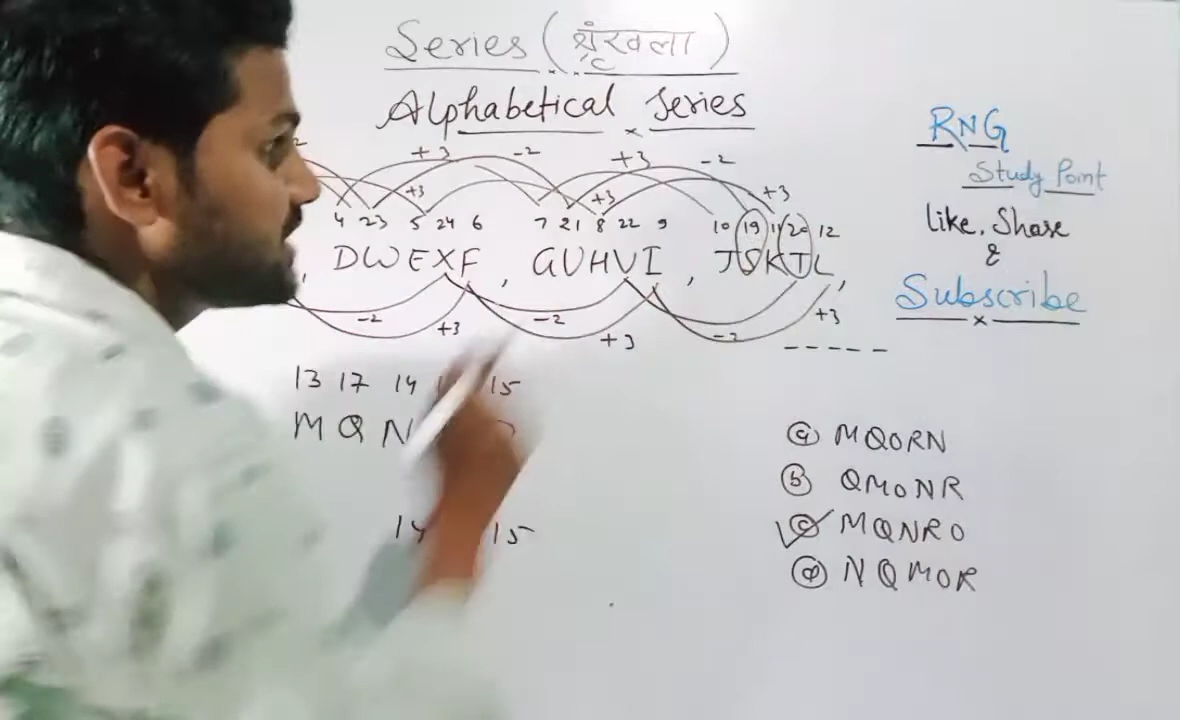 Series (श्रृंखला)
Alphabetical Series
2 +3 -2 +3 -2
+3 +3 +3
4 23 5 24 6 7 21 8 22 9 10 19 11 20 12
, DWEXF , GUHVI , JSKTL ,
-2 +3 -2 +3 -2 +3
- - - - -
13 17 14 15
M Q N
14 15
RNG
Study Point
like, Share
&
Subscribe
(a) MQORN
(b) QMONR
(c) MQNRO
(d) NQMOR